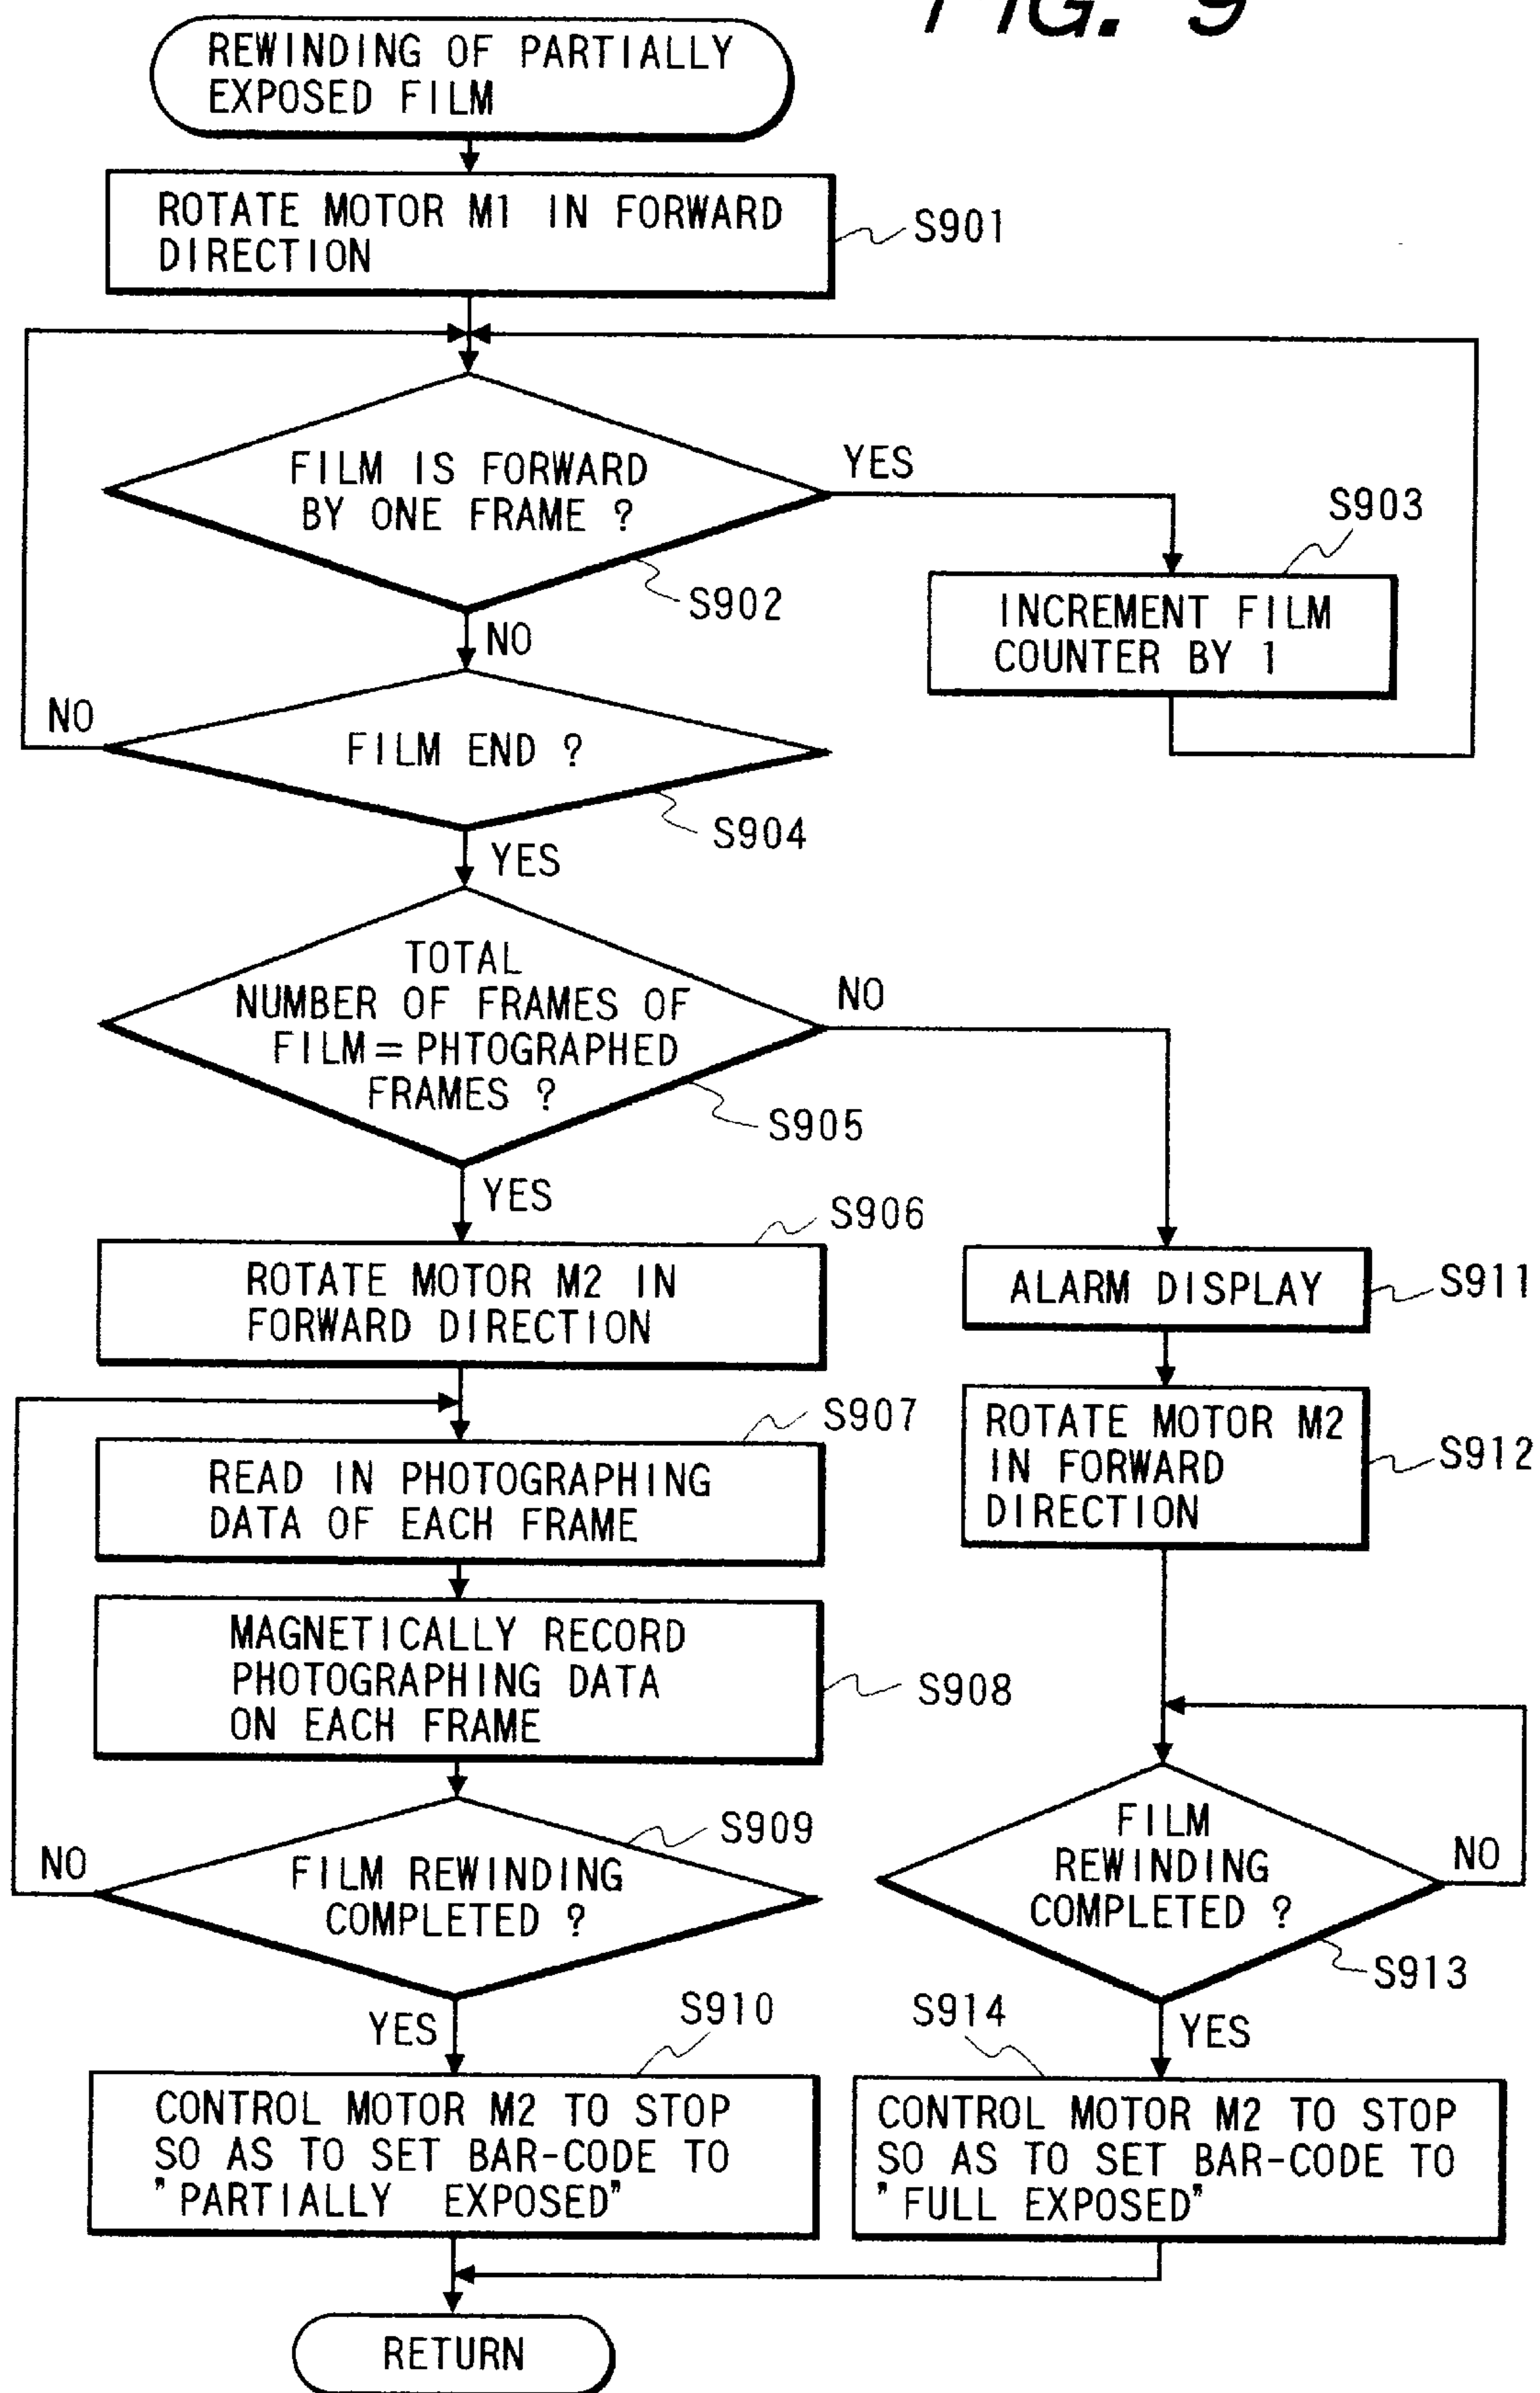 FIG. 9
REWINDING OF PARTIALLY
EXPOSED FILM
ROTATE MOTOR M1 IN FORWARD
DIRECTION
S901
FILM IS FORWARD
BY ONE FRAME ?
YES
S902
NO
S903
INCREMENT FILM
COUNTER BY 1
FILM END ?
NO
S904
YES
TOTAL
NUMBER OF FRAMES OF
FILM = PHTOGRAPHED
FRAMES ?
NO
S905
YES
S906
ROTATE MOTOR M2 IN
FORWARD DIRECTION
ALARM DISPLAY
S911
S907
READ IN PHOTOGRAPHING
DATA OF EACH FRAME
ROTATE MOTOR M2
IN FORWARD
DIRECTION
S912
MAGNETICALLY RECORD
PHOTOGRAPHING DATA
ON EACH FRAME
S908
S909
FILM REWINDING
COMPLETED ?
NO
YES
FILM
REWINDING
COMPLETED ?
NO
S913
YES
S910
CONTROL MOTOR M2 TO STOP
SO AS TO SET BAR-CODE TO
"PARTIALLY EXPOSED"
S914
CONTROL MOTOR M2 TO STOP
SO AS TO SET BAR-CODE TO
"FULL EXPOSED"
RETURN